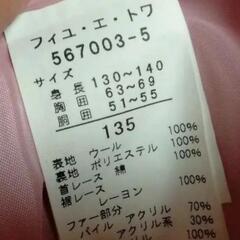 フィユ・エ・トワ
567003-5
サイズ
身長 130~140
胸囲 63~69
胴囲 51~55
135
表地 ウール 100%
裏地 ポリエステル 100%
首レース 綿 100%
裾レース
レーヨン 100%
ファー部分
パイル アクリル 70%
アクリル系 30%
100%